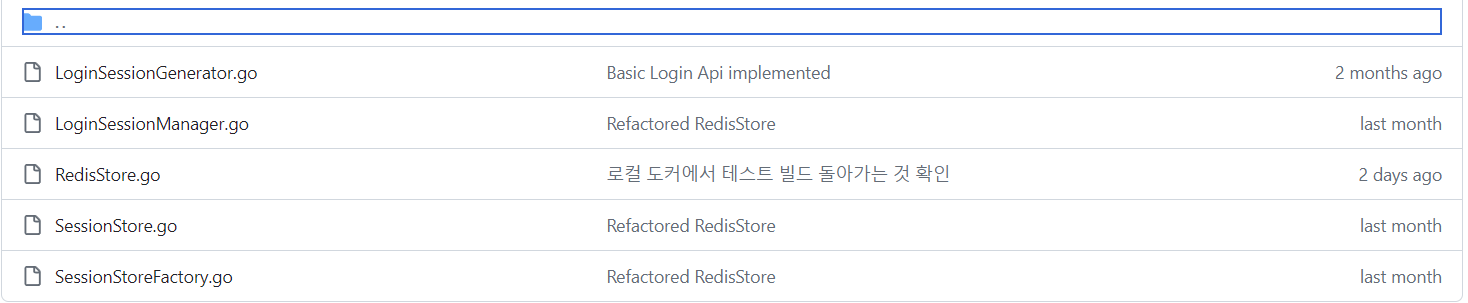 ..
LoginSessionGenerator.go Basic Login Api implemented 2 months ago
LoginSessionManager.go Refactored RedisStore last month
RedisStore.go 로컬 도커에서 테스트 빌드 돌아가는 것 확인 2 days ago
SessionStore.go Refactored RedisStore last month
SessionStoreFactory.go Refactored RedisStore last month